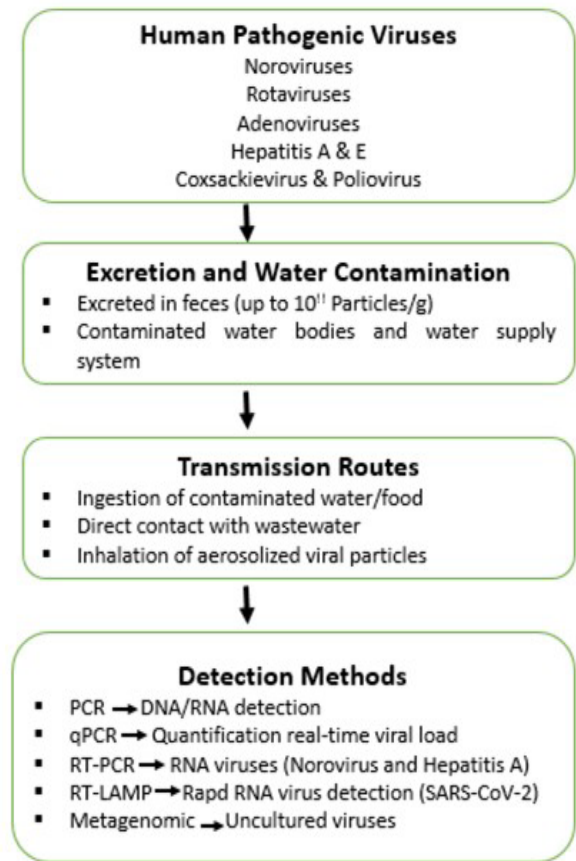 Human Pathogenic Viruses
Noroviruses
Rotaviruses
Adenoviruses
Hepatitis A & E
Coxsackievirus & Poliovirus
Excretion and Water Contamination
▪ Excreted in feces (up to 10¹¹ Particles/g)
▪ Contaminated water bodies and water supply
system
Transmission Routes
▪ Ingestion of contaminated water/food
▪ Direct contact with wastewater
▪ Inhalation of aerosolized viral particles
Detection Methods
▪ PCR → DNA/RNA detection
▪ qPCR → Quantification real-time viral load
▪ RT-PCR → RNA viruses (Norovirus and Hepatitis A)
▪ RT-LAMP → Rapd RNA virus detection (SARS-CoV-2)
▪ Metagenomic → Uncultured viruses